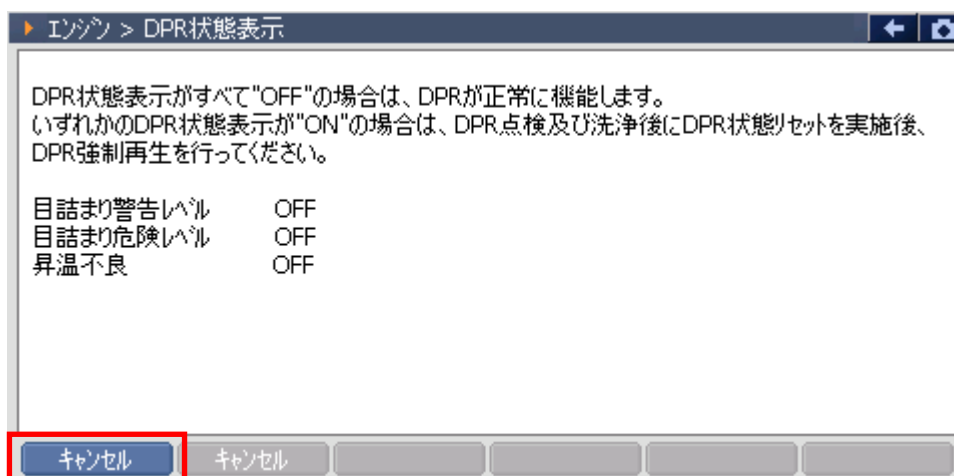 エンジン > DPR状態表示
DPR状態表示がすべて"OFF"の場合は、DPRが正常に機能します。
いずれかのDPR状態表示が"ON"の場合は、DPR点検及び洗浄後にDPR状態リセットを実施後、
DPR強制再生を行ってください。
目詰まり警告レベル OFF
目詰まり危険レベル OFF
昇温不良 OFF
キャンセル キャンセル